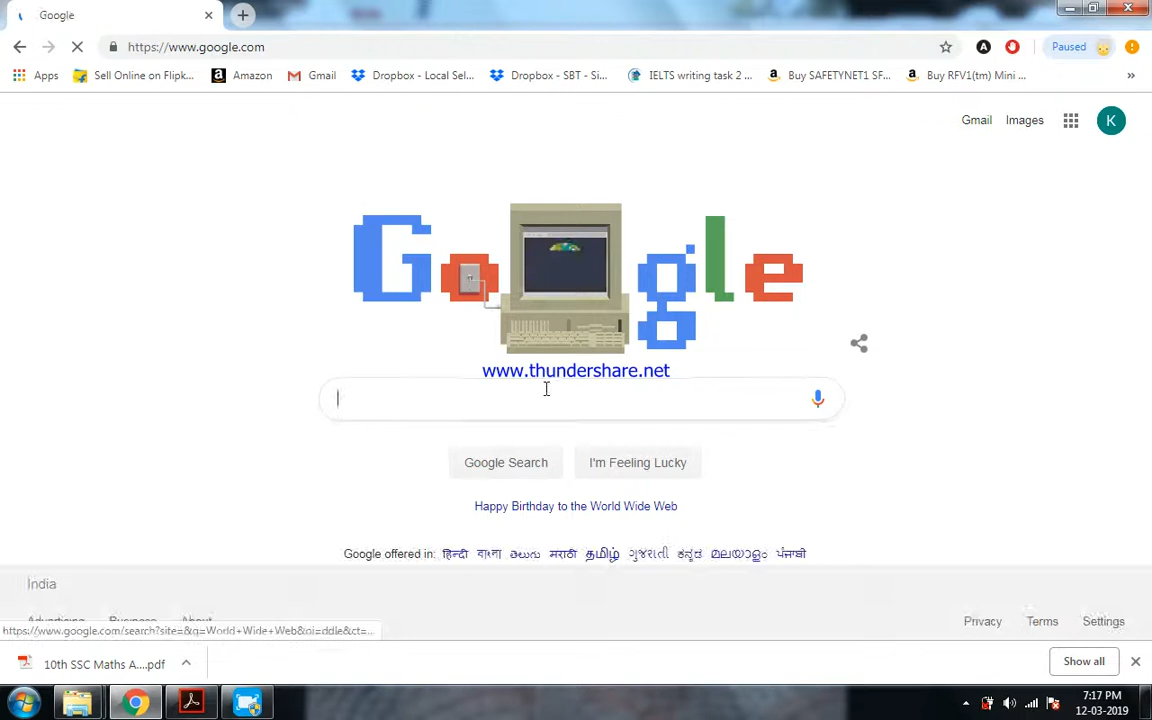 Google
https://www.google.com
Paused
Apps
Sell Online on Flipk...
Amazon
Gmail
Dropbox - Local Sel...
Dropbox - SBT - Si...
IELTS writing task 2 ...
Buy SAFETYNET1 SF...
Buy RFV1(tm) Mini ...
»
Gmail
Images
K
Google
www.thundershare.net
Google Search
I'm Feeling Lucky
Happy Birthday to the World Wide Web
Google offered in: हिन्दी বাংলা తెలుగు मराठी தமிழ் ગુજરાતી ಕನ್ನಡ മലയാളം ਪੰਜਾਬੀ
India
Advertising
Business
About
Privacy
Terms
Settings
https://www.google.com/search?site=&q=World+Wide+Web&oi=ddle&ct=...
10th SSC Maths A....pdf
Show all
7:17 PM
12-03-2019